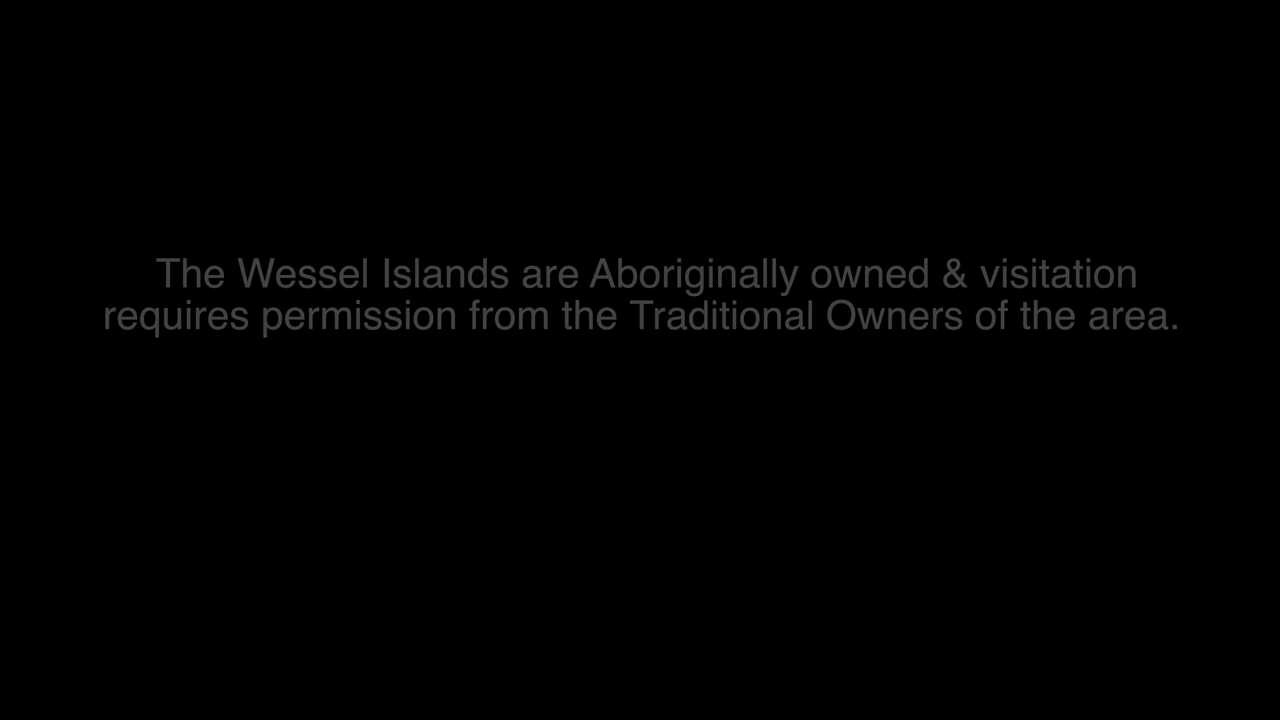 The Wessel Islands are Aboriginally owned & visitation
requires permission from the Traditional Owners of the area.